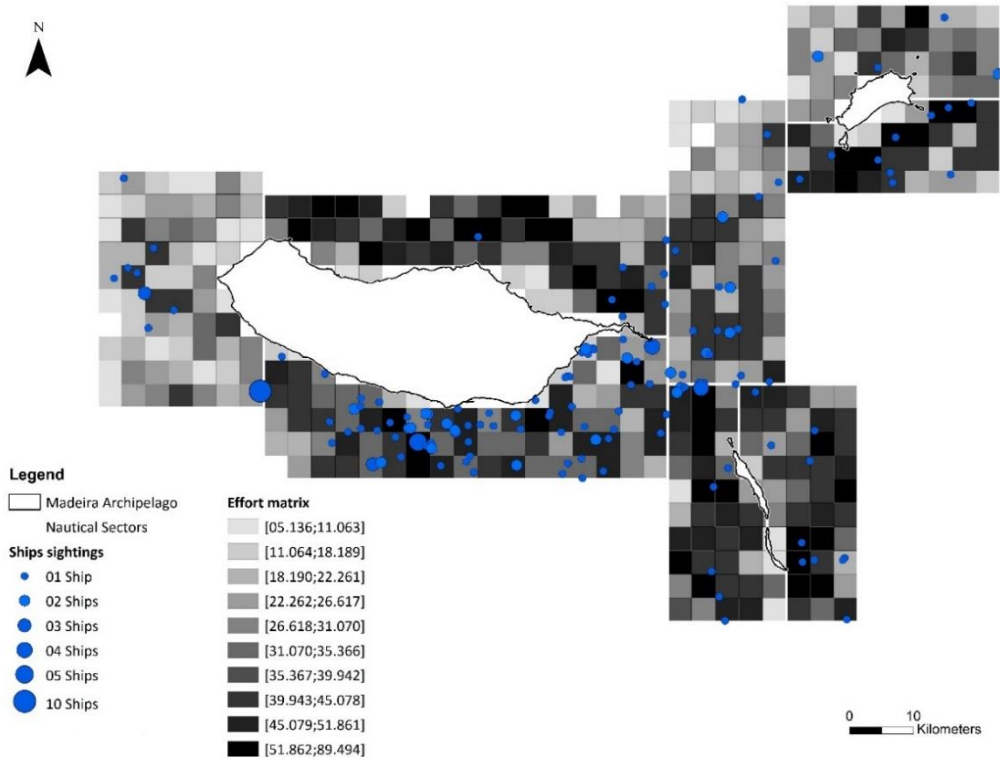 N
Legend
Madeira Archipelago
Nautical Sectors
Ships sightings
01 Ship
02 Ships
03 Ships
04 Ships
05 Ships
10 Ships
Effort matrix
[05.136;11.063]
[11.064;18.189]
[18.190;22.261]
[22.262;26.617]
[26.618;31.070]
[31.070;35.366]
[35.367;39.942]
[39.943;45.078]
[45.079;51.861]
[51.862;89.494]
0 10
Kilometers